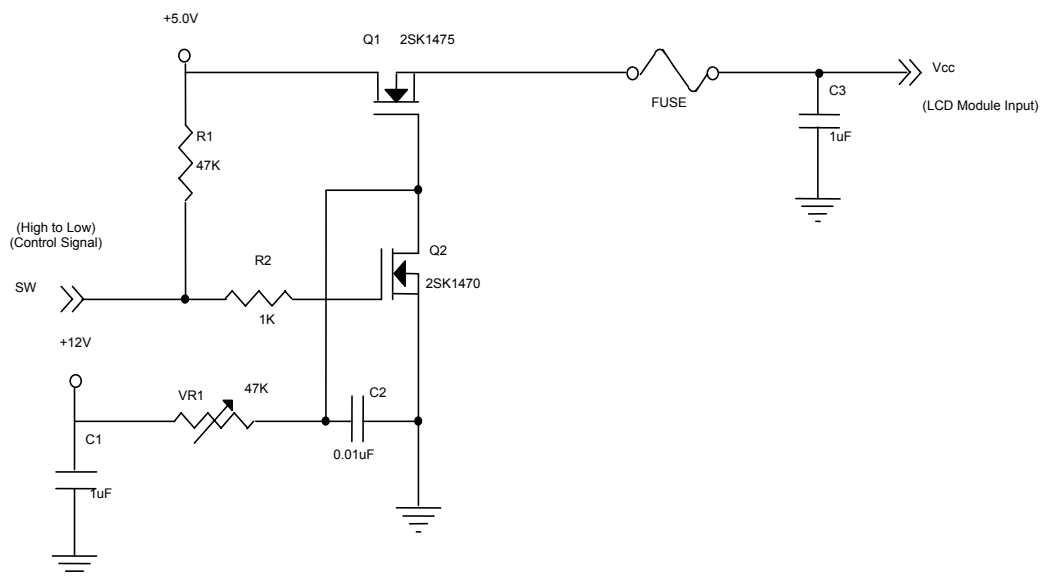 +5.0V
Q1 2SK1475
Vcc
FUSE
C3
(LCD Module Input)
R1
1uF
47K
(High to Low)
(Control Signal)
Q2
R2
SW
2SK1470
1K
+12V
VR1
47K
C2
C1
0.01uF
1uF